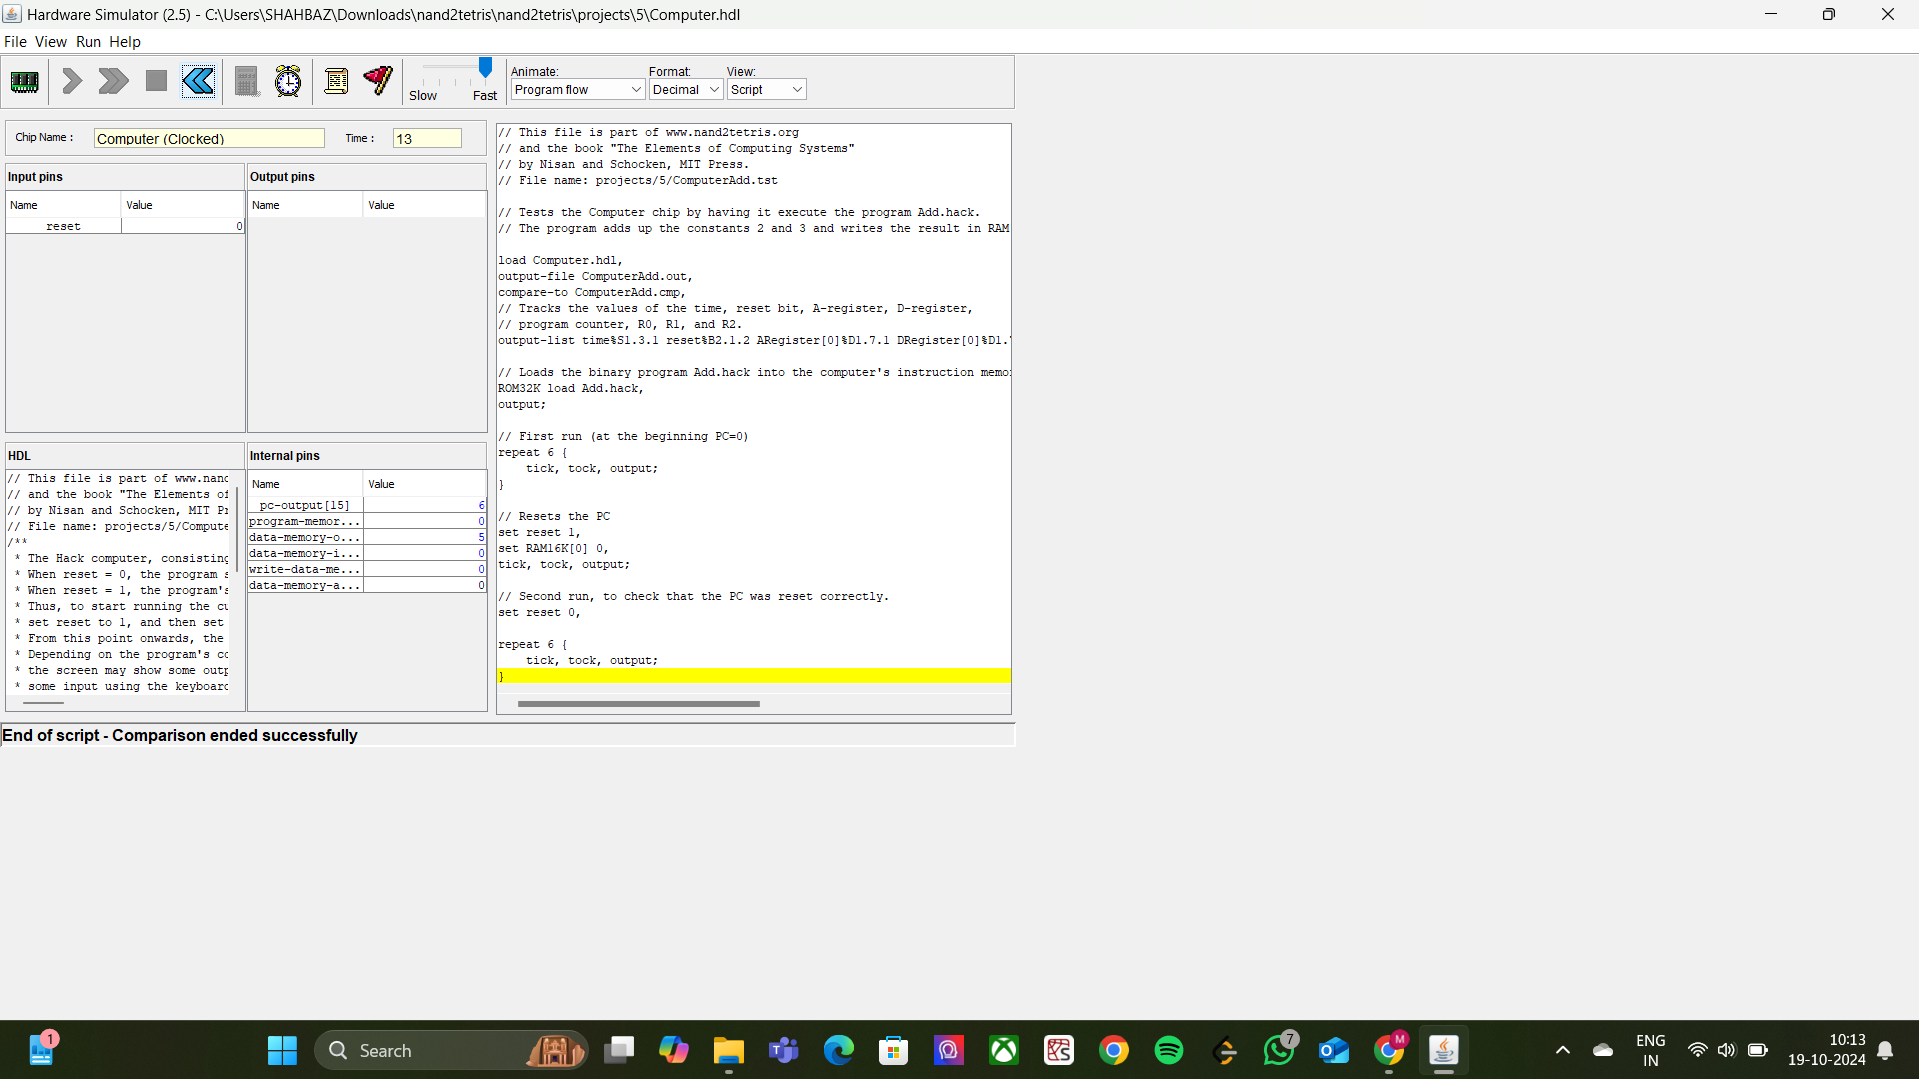 Hardware Simulator (2.5) - C:\Users\SHAHBAZ\Downloads\nand2tetris\nand2tetris\projects\5\Computer.hdl
File View Run Help
Slow Fast
Animate:
Program flow
Format:
Decimal
View:
Script
Chip Name :
Computer (Clocked)
Time :
13
Input pins
Name Value
reset 0
Output pins
Name Value
HDL
// This file is part of www.nand
// and the book "The Elements of
// by Nisan and Schocken, MIT Pr
// File name: projects/5/Compute
/**
* The Hack computer, consisting
* When reset = 0, the program s
* When reset = 1, the program's
* Thus, to start running the cu
* set reset to 1, and then set
* From this point onwards, the
* Depending on the program's co
* the screen may show some outp
* some input using the keyboard
Internal pins
Name Value
pc-output[15] 6
program-memor... 0
data-memory-o... 5
data-memory-i... 0
write-data-me... 0
data-memory-a... 0
// This file is part of www.nand2tetris.org
// and the book "The Elements of Computing Systems"
// by Nisan and Schocken, MIT Press.
// File name: projects/5/ComputerAdd.tst
// Tests the Computer chip by having it execute the program Add.hack.
// The program adds up the constants 2 and 3 and writes the result in RAM
load Computer.hdl,
output-file ComputerAdd.out,
compare-to ComputerAdd.cmp,
// Tracks the values of the time, reset bit, A-register, D-register,
// program counter, R0, R1, and R2.
output-list time%S1.3.1 reset%B2.1.2 ARegister[0]%D1.7.1 DRegister[0]%D1.
// Loads the binary program Add.hack into the computer's instruction memo
ROM32K load Add.hack,
output;
// First run (at the beginning PC=0)
repeat 6 {
tick, tock, output;
}
// Resets the PC
set reset 1,
set RAM16K[0] 0,
tick, tock, output;
// Second run, to check that the PC was reset correctly.
set reset 0,
repeat 6 {
tick, tock, output;
}
End of script - Comparison ended successfully
1
Search
7
M
ENG
IN
10:13
19-10-2024